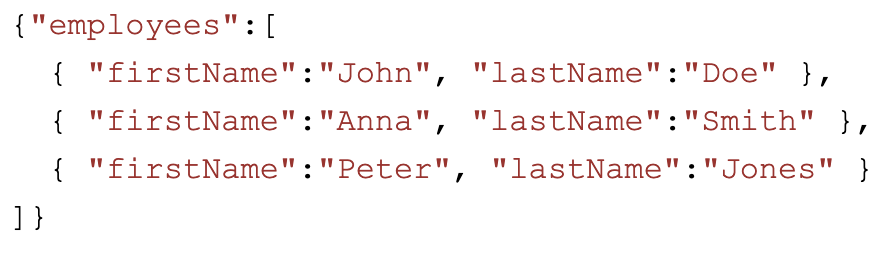 {"employees":[
  { "firstName":"John", "lastName":"Doe" },
  { "firstName":"Anna", "lastName":"Smith" },
  { "firstName":"Peter", "lastName":"Jones" }
]}